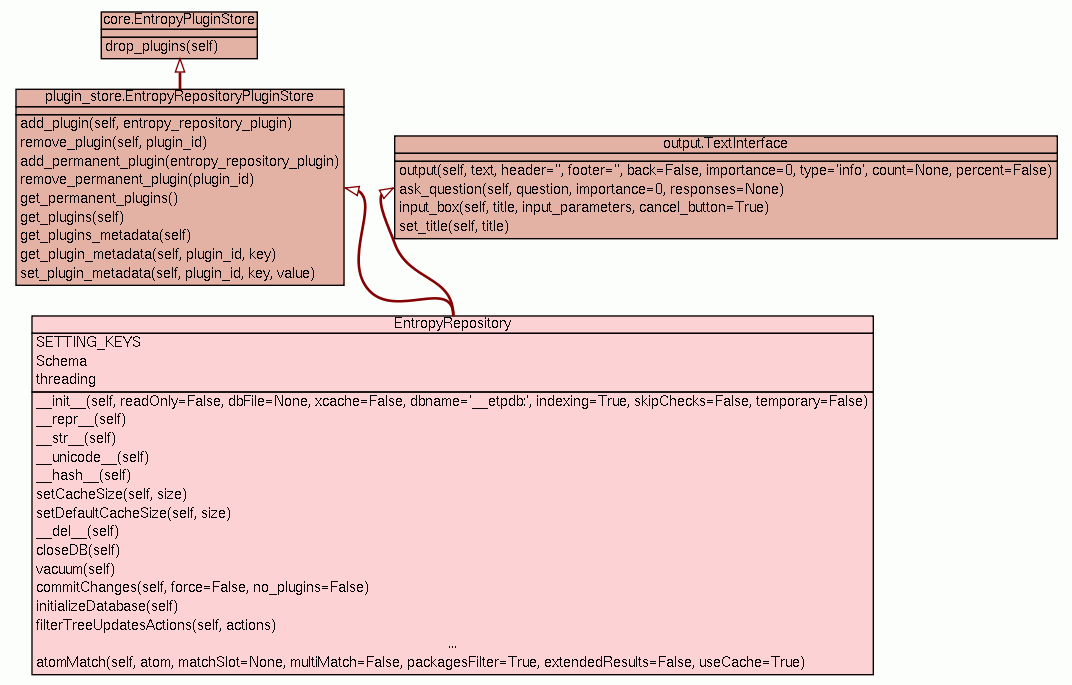 core.EntropyPluginStore
drop_plugins(self)
plugin_store.EntropyRepositoryPluginStore
add_plugin(self, entropy_repository_plugin)
remove_plugin(self, plugin_id)
add_permanent_plugin(entropy_repository_plugin)
remove_permanent_plugin(plugin_id)
get_permanent_plugins()
get_plugins(self)
get_plugins_metadata(self)
get_plugin_metadata(self, plugin_id, key)
set_plugin_metadata(self, plugin_id, key, value)
output.TextInterface
output(self, text, header='', footer='', back=False, importance=0, type='info', count=None, percent=False)
ask_question(self, question, importance=0, responses=None)
input_box(self, title, input_parameters, cancel_button=True)
set_title(self, title)
EntropyRepository
SETTING_KEYS
Schema
threading
__init__(self, readOnly=False, dbFile=None, xcache=False, dbname='__etpdb:', indexing=True, skipChecks=False, temporary=False)
__repr__(self)
__str__(self)
__unicode__(self)
__hash__(self)
setCacheSize(self, size)
setDefaultCacheSize(self, size)
__del__(self)
closeDB(self)
vacuum(self)
commitChanges(self, force=False, no_plugins=False)
initializeDatabase(self)
filterTreeUpdatesActions(self, actions)
...
atomMatch(self, atom, matchSlot=None, multiMatch=False, packagesFilter=True, extendedResults=False, useCache=True)